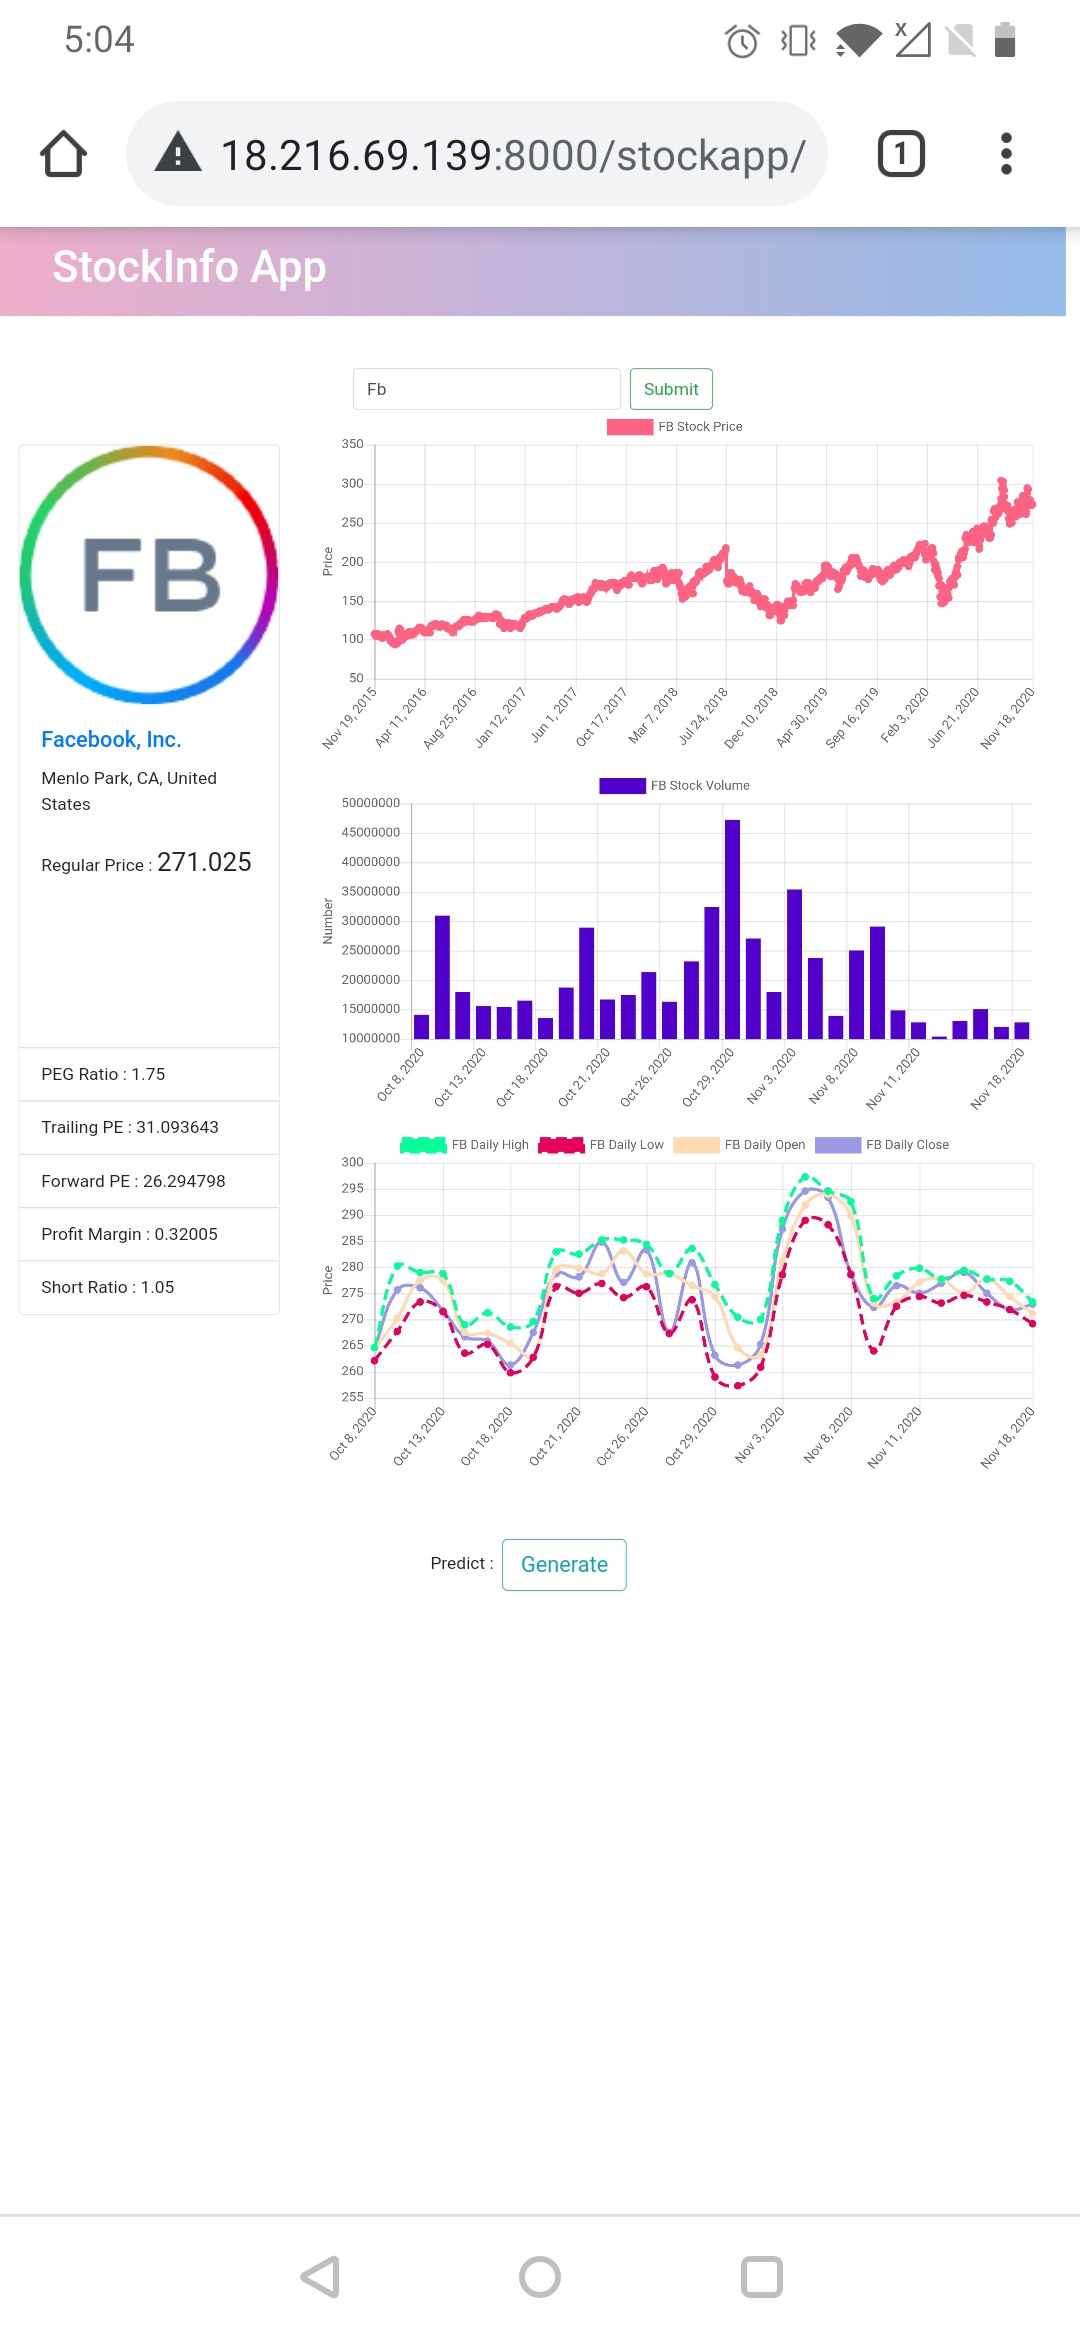 5:04
X
18.216.69.139:8000/stockapp/
1
StockInfo App
Fb
Submit
FB
Facebook, Inc.
Menlo Park, CA, United
States
Regular Price : 271.025
PEG Ratio : 1.75
Trailing PE : 31.093643
Forward PE : 26.294798
Profit Margin : 0.32005
Short Ratio : 1.05
FB Stock Price
350
300
250
200
150
100
50
Price
Nov 19, 2015
Apr 11, 2016
Aug 25, 2016
Jan 12, 2017
Jun 1, 2017
Oct 17, 2017
Mar 7, 2018
Jul 24, 2018
Dec 10, 2018
Apr 30, 2019
Sep 16, 2019
Feb 3, 2020
Jun 21, 2020
Nov 18, 2020
FB Stock Volume
50000000
45000000
40000000
35000000
30000000
25000000
20000000
15000000
10000000
Number
Oct 8, 2020
Oct 13, 2020
Oct 18, 2020
Oct 21, 2020
Oct 26, 2020
Oct 29, 2020
Nov 3, 2020
Nov 8, 2020
Nov 11, 2020
Nov 18, 2020
FB Daily High FB Daily Low FB Daily Open FB Daily Close
300
295
290
285
280
275
270
265
260
255
Price
Oct 8, 2020
Oct 13, 2020
Oct 18, 2020
Oct 21, 2020
Oct 26, 2020
Oct 29, 2020
Nov 3, 2020
Nov 8, 2020
Nov 11, 2020
Nov 18, 2020
Predict : Generate